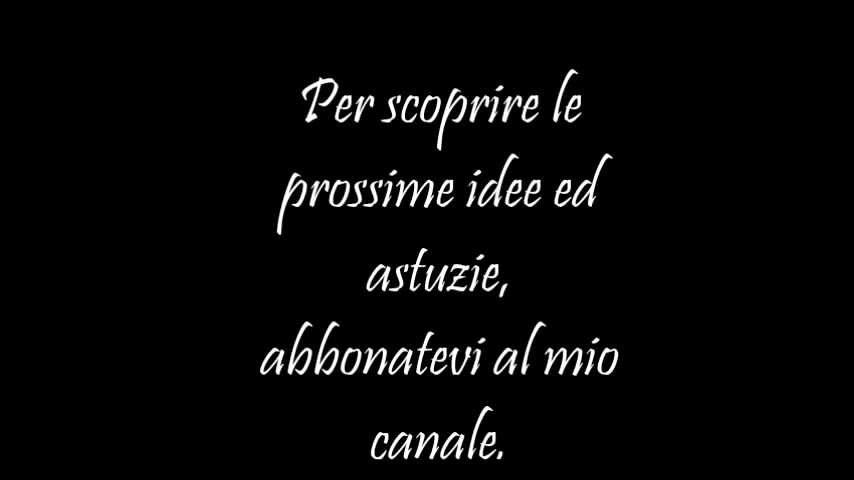 Per scoprire le
prossime idee ed
astuzie,
abbonatevi al mio
canale.